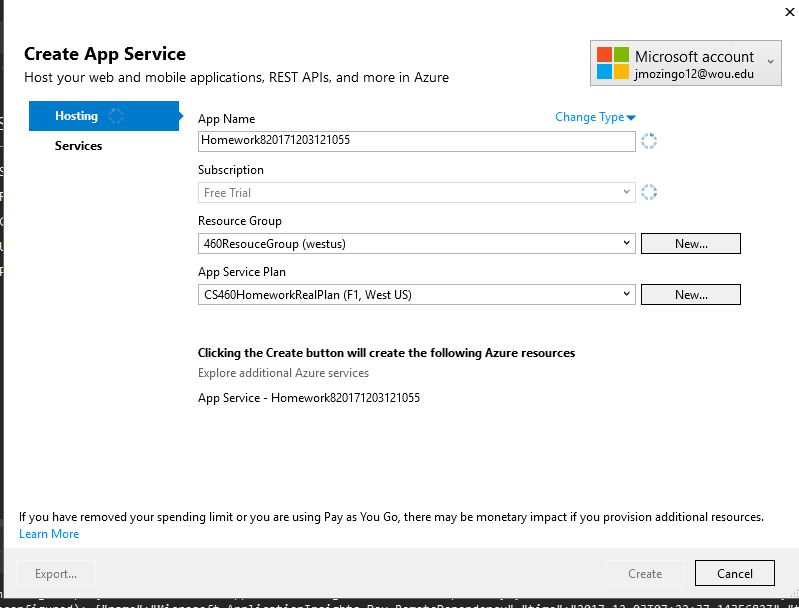 Create App Service
Host your web and mobile applications, REST APIs, and more in Azure
Microsoft account
jmozingo12@wou.edu
Hosting
Services
App Name
Change Type
Homework820171203121055
Subscription
Free Trial
Resource Group
460ResouceGroup (westus)
New...
App Service Plan
CS460HomeworkRealPlan (F1, West US)
New...
Clicking the Create button will create the following Azure resources
Explore additional Azure services
App Service - Homework820171203121055
If you have removed your spending limit or you are using Pay as You Go, there may be monetary impact if you provision additional resources.
Learn More
Export...
Create
Cancel